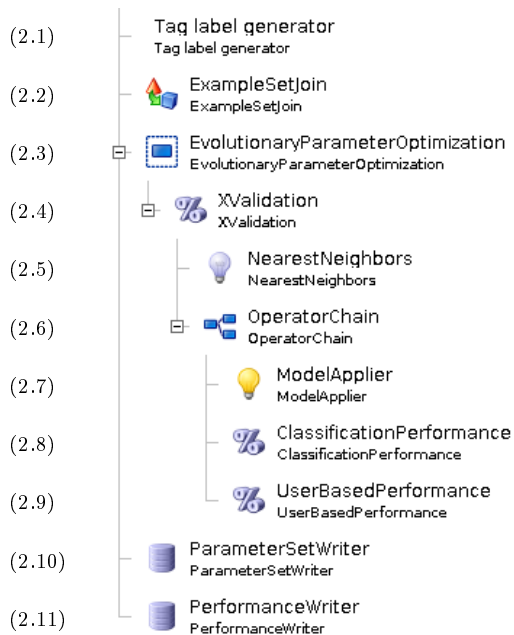 (2.1) Tag label generator
Tag label generator
(2.2) ExampleSetJoin
ExampleSetJoin
(2.3) EvolutionaryParameterOptimization
EvolutionaryParameterOptimization
(2.4) XValidation
XValidation
(2.5) NearestNeighbors
NearestNeighbors
(2.6) OperatorChain
OperatorChain
(2.7) ModelApplier
ModelApplier
(2.8) ClassificationPerformance
ClassificationPerformance
(2.9) UserBasedPerformance
UserBasedPerformance
(2.10) ParameterSetWriter
ParameterSetWriter
(2.11) PerformanceWriter
PerformanceWriter